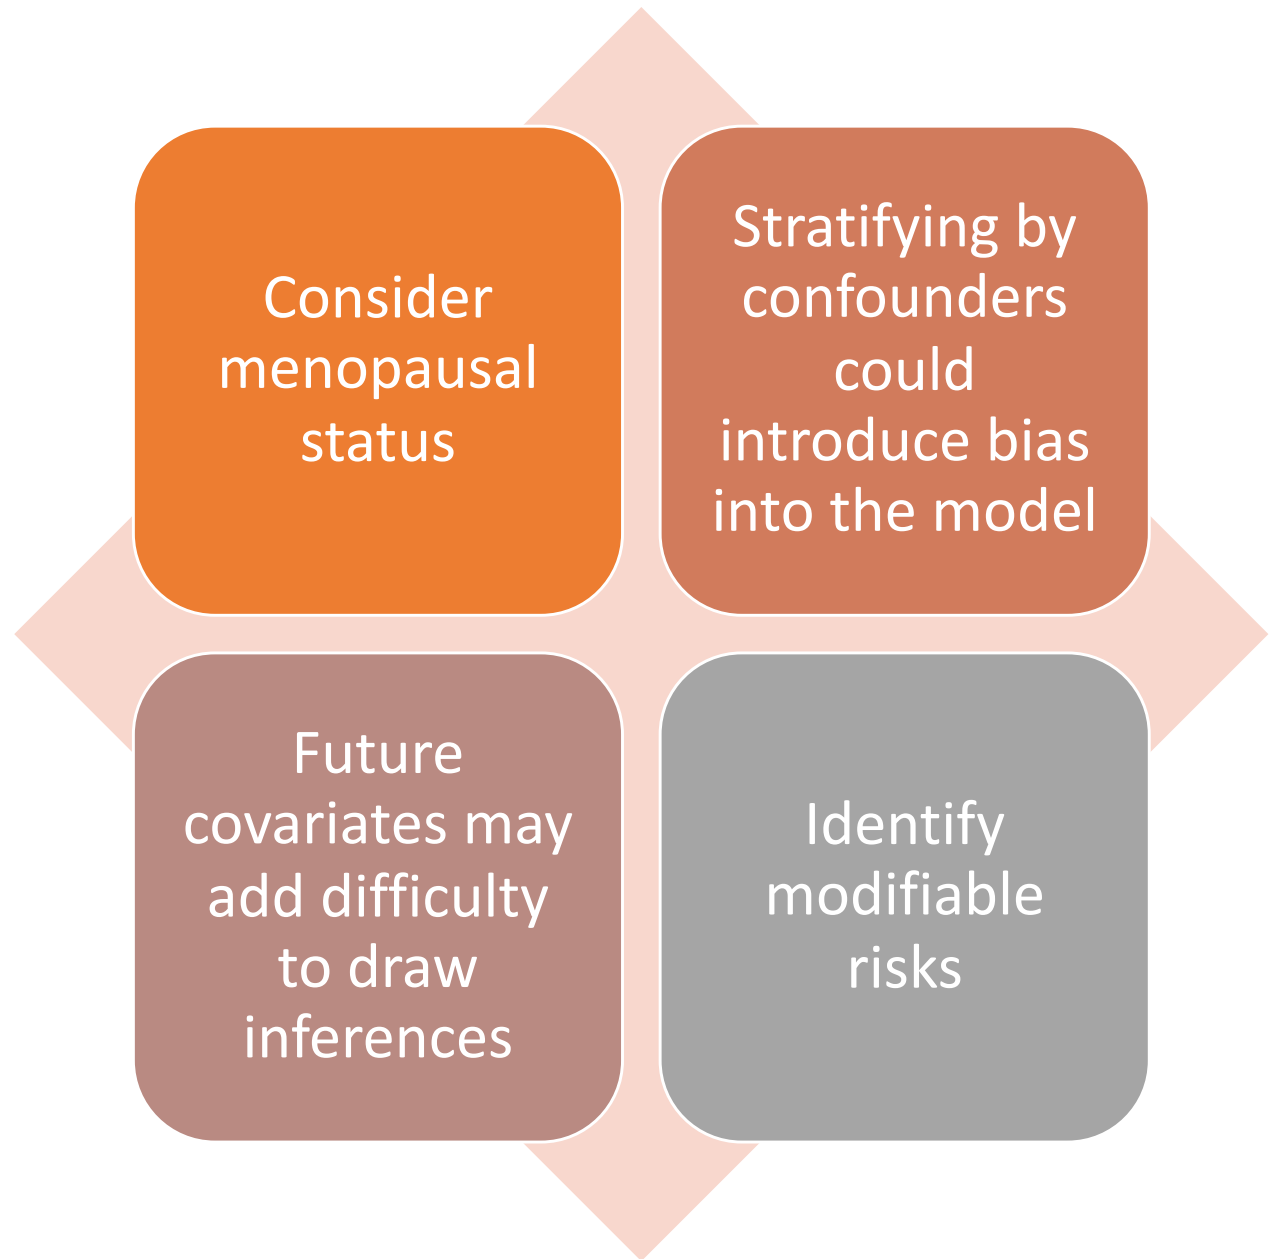 Consider
menopausal
status
Stratifying by
confounders
could
introduce bias
into the model
Future
covariates may
add difficulty
to draw
inferences
Identify
modifiable
risks